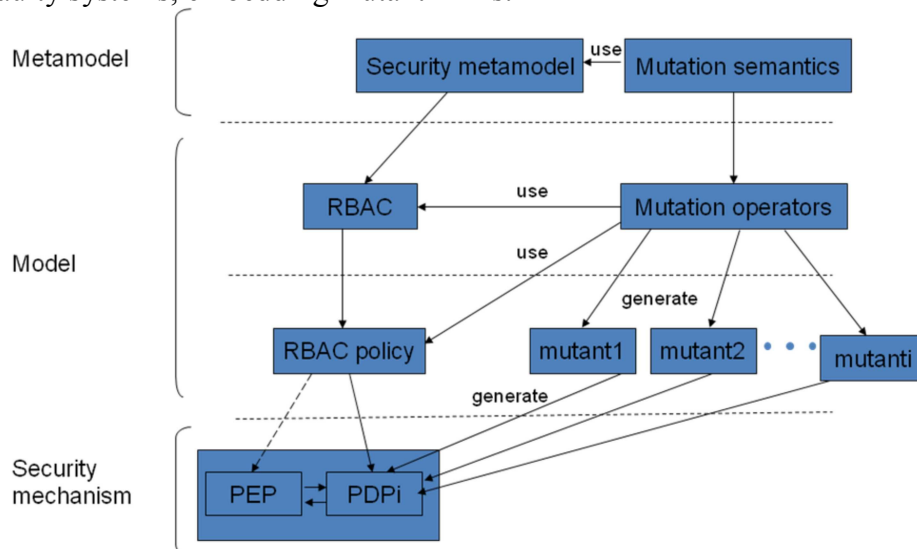 Metamodel
Security metamodel
use
Mutation semantics
RBAC
use
Mutation operators
Model
use
generate
RBAC policy
mutant1
mutant2
mutanti
generate
Security
mechanism
PEP
PDPi